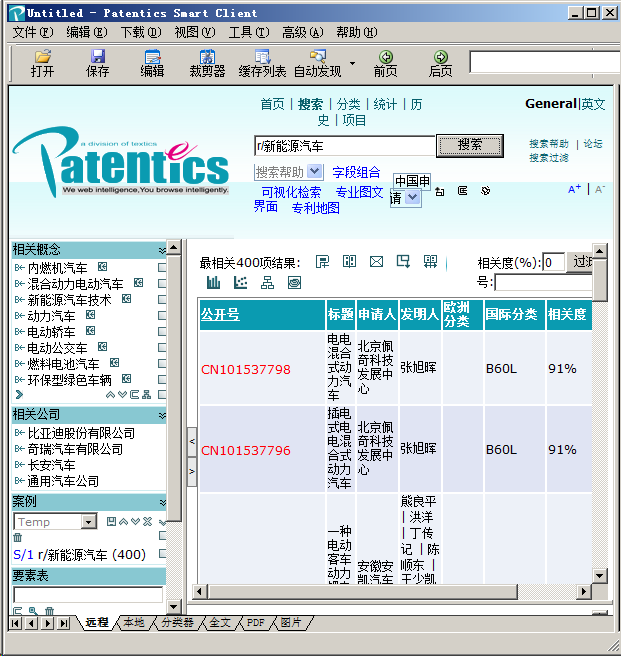 Untitled - Patentics Smart Client
文件(F) 编辑(E) 下载(D) 视图(V) 工具(T) 高级(A) 帮助(H)
打开 保存 编辑 裁剪器 缓存列表 自动发现 前页 后页
首页 | 搜索 | 分类 | 统计 | 历
史 | 项目
General|英文
a division of textics
Patentics
We web intelligence,You browse intelligently.
r/新能源汽车 搜索
搜索帮助 | 论坛
搜索过滤
搜索帮助 字段组合
中国申
请
可视化检索 专业图文
界面 专利地图
A+ | A-
相关概念
内燃机汽车
混合动力电动汽车
新能源汽车技术
动力汽车
电动轿车
电动公交车
燃料电池汽车
环保型绿色车辆
相关公司
比亚迪股份有限公司
奇瑞汽车有限公司
长安汽车
通用汽车公司
案例
Temp
S/1 r/新能源汽车 (400)
要素表
最相关400项结果:
相关度(%): 0
号:
公开号 标题 申请人 发明人 欧洲分类 国际分类 相关度
CN101537798 电电混合式动力汽车 北京佩奇科技发展中心 张旭晖 B60L 91%
CN101537796 插电式电电混合式动力汽车 北京佩奇科技发展中心 张旭晖 B60L 91%
一种电动客车动力 安徽安凯汽车 熊良平 | 洪洋 | 丁传记 | 陈顺东 | 王少凯
远程 本地 分类器 全文 PDF 图片